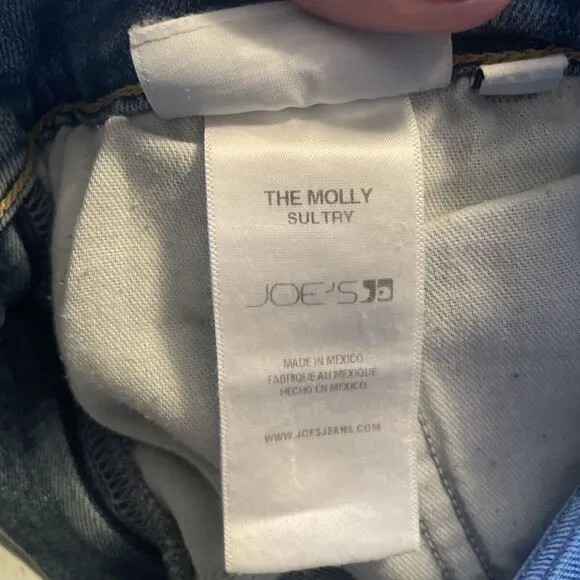 THE MOLLY
SULTRY
JOE'S
MADE IN MEXICO
FABRIQUE AU MEXIQUE
HECHO EN MEXICO
WWW.JOESJEANS.COM